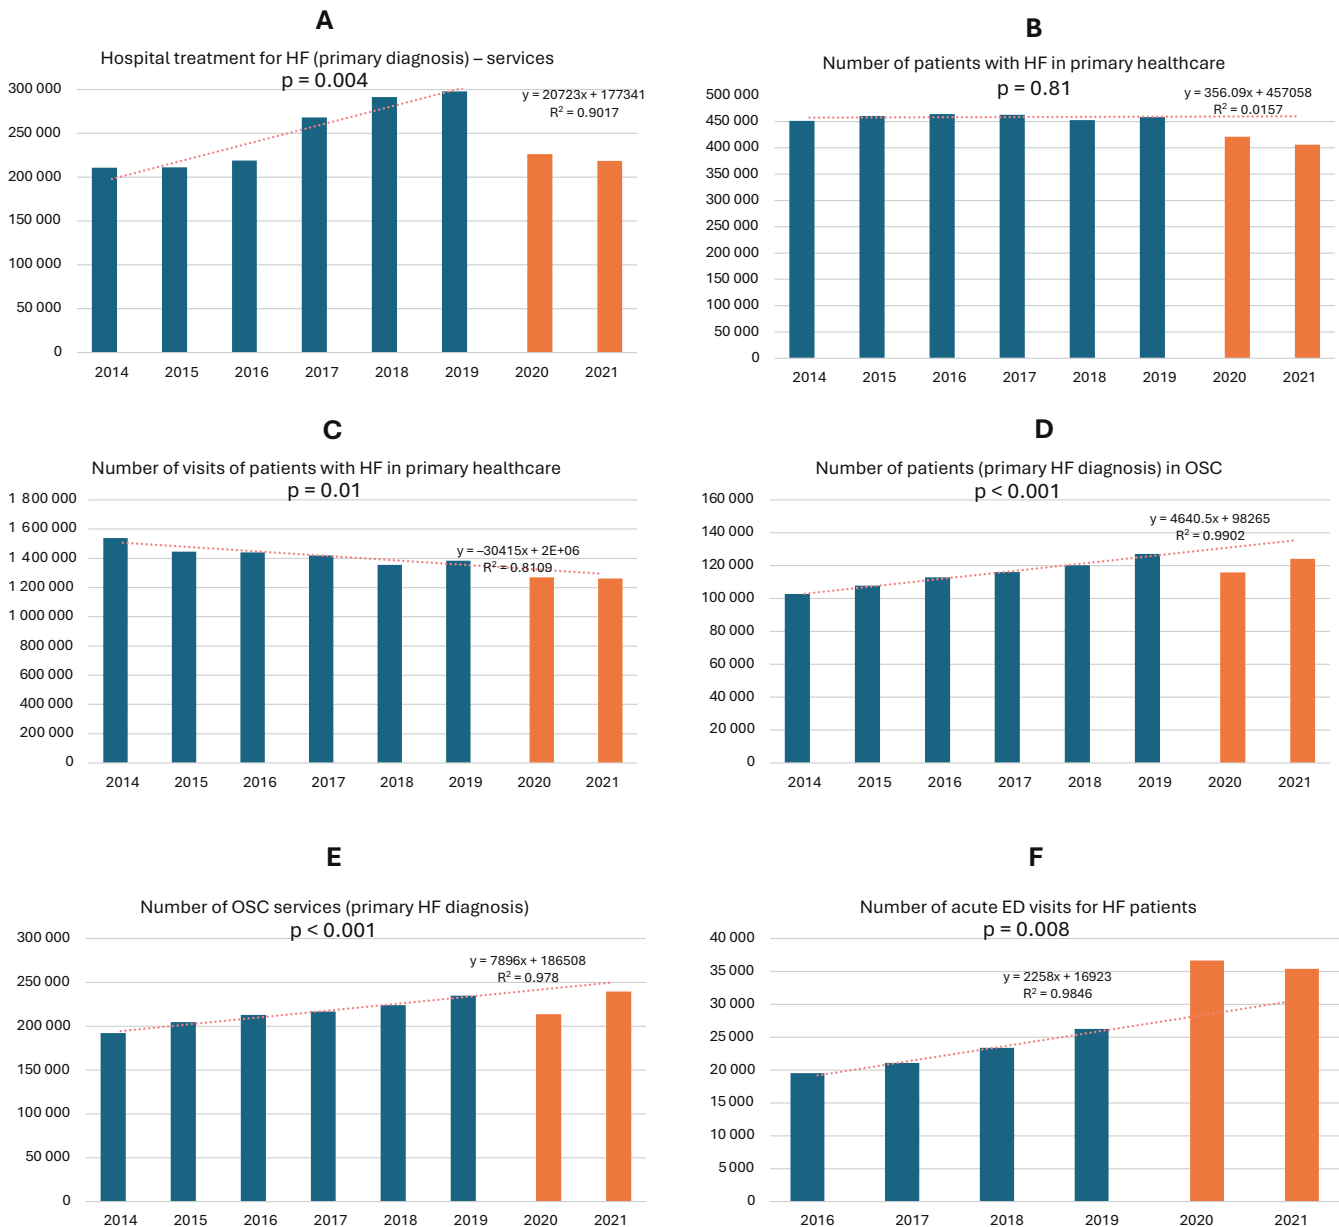 A
Hospital treatment for HF (primary diagnosis) – services
p = 0.004
y = 20723x + 177341
R² = 0.9017
300 000
250 000
200 000
150 000
100 000
50 000
0
2014 2015 2016 2017 2018 2019 2020 2021
B
Number of patients with HF in primary healthcare
p = 0.81
y = 356.09x + 457058
R² = 0.0157
500 000
450 000
400 000
350 000
300 000
250 000
200 000
150 000
100 000
50 000
0
2014 2015 2016 2017 2018 2019 2020 2021
C
Number of visits of patients with HF in primary healthcare
p = 0.01
y = –30415x + 2E+06
R² = 0.8109
1 800 000
1 600 000
1 400 000
1 200 000
1 000 000
800 000
600 000
400 000
200 000
0
2014 2015 2016 2017 2018 2019 2020 2021
D
Number of patients (primary HF diagnosis) in OSC
p < 0.001
y = 4640.5x + 98265
R² = 0.9902
160 000
140 000
120 000
100 000
80 000
60 000
40 000
20 000
0
2014 2015 2016 2017 2018 2019 2020 2021
E
Number of OSC services (primary HF diagnosis)
p < 0.001
y = 7896x + 186508
R² = 0.978
300 000
250 000
200 000
150 000
100 000
50 000
0
2014 2015 2016 2017 2018 2019 2020 2021
F
Number of acute ED visits for HF patients
p = 0.008
y = 2258x + 16923
R² = 0.9846
40 000
35 000
30 000
25 000
20 000
15 000
10 000
5 000
0
2016 2017 2018 2019 2020 2021